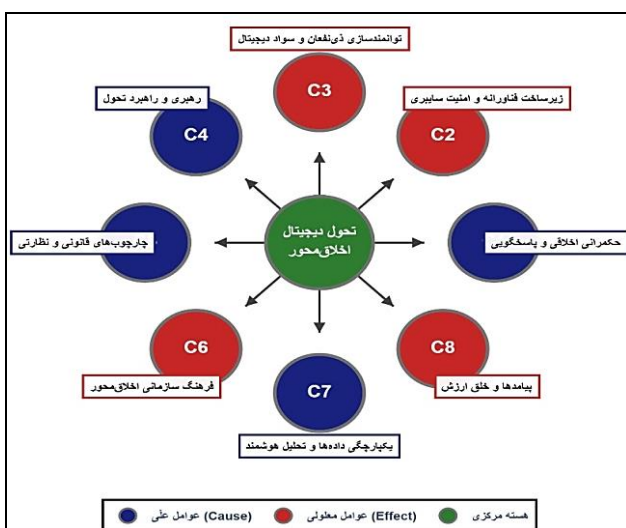 توانمندسازی ذی‌نفعان و سواد دیجیتال
C3
رهبری و راهبرد تحول
زیرساخت فناورانه و امنیت سایبری
C4
C2
تحول دیجیتال
اخلاق‌محور
چارچوب‌های قانونی و نظارتی
حکمرانی اخلاقی و پاسخگویی
C6
C8
فرهنگ سازمانی اخلاق‌محور
پیامدها و خلق ارزش
C7
یکپارچگی داده‌ها و تحلیل هوشمند
هسته مرکزی
عوامل معلولی (Effect)
عوامل علّی (Cause)